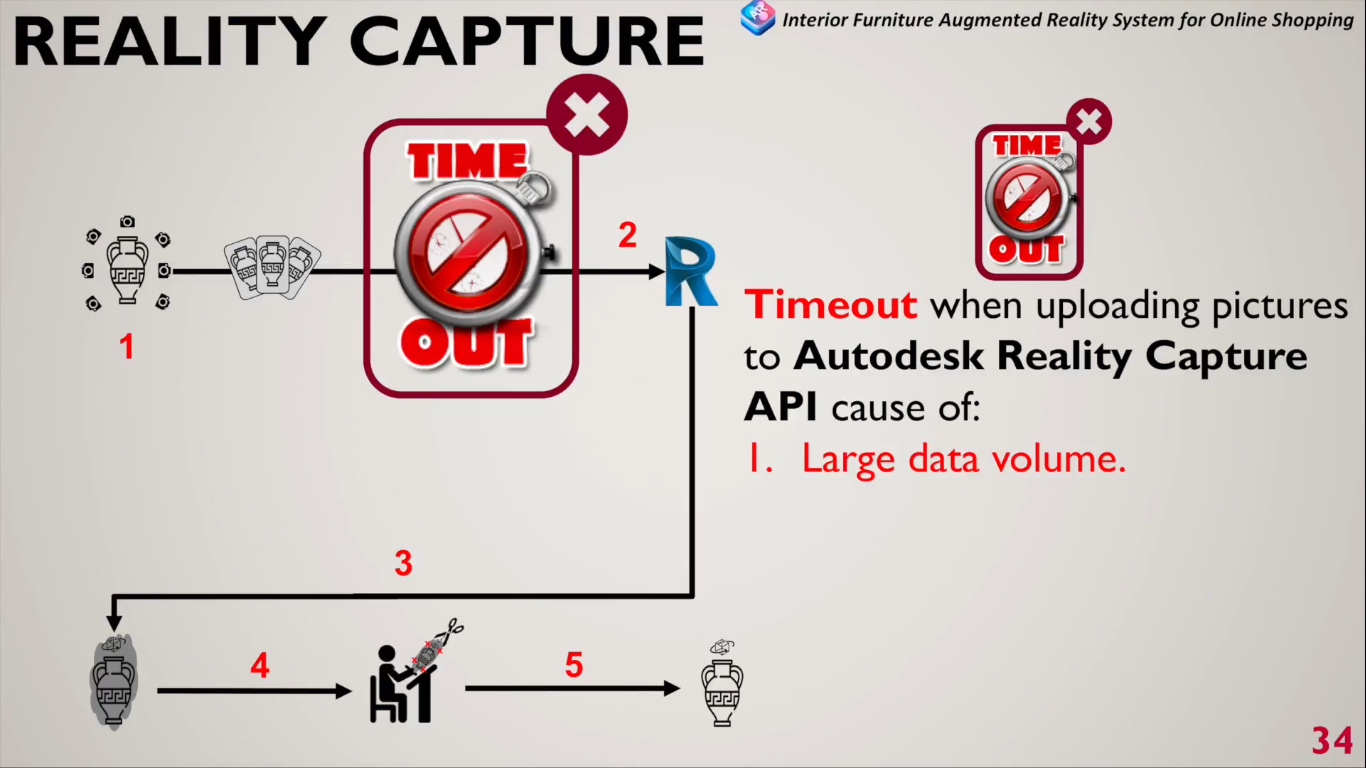 REALITY CAPTURE
Interior Furniture Augmented Reality System for Online Shopping
TIME
OUT
TIME
OUT
1
2
3
4
5
Timeout when uploading pictures
to Autodesk Reality Capture
API cause of:
1. Large data volume.
34